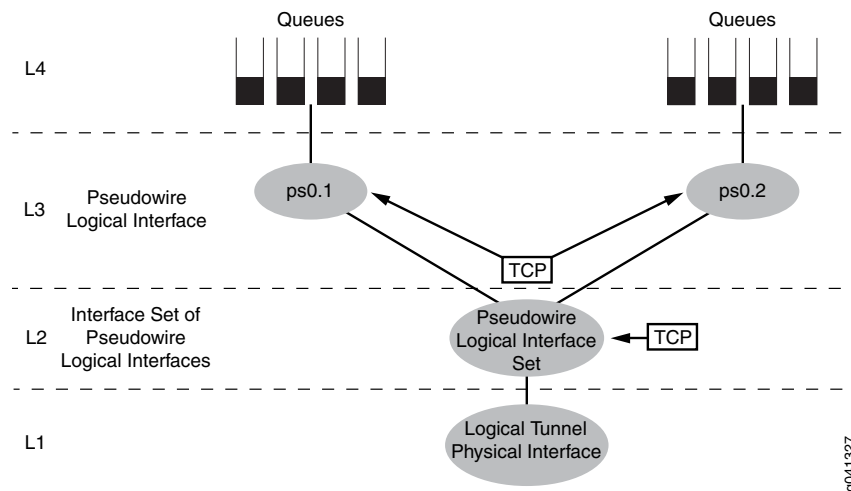 Queues
Queues
L4
L3
Pseudowire
Logical Interface
ps0.1
ps0.2
TCP
L2
Interface Set of
Pseudowire
Logical Interfaces
Pseudowire
Logical Interface
Set
TCP
L1
Logical Tunnel
Physical Interface
g041327